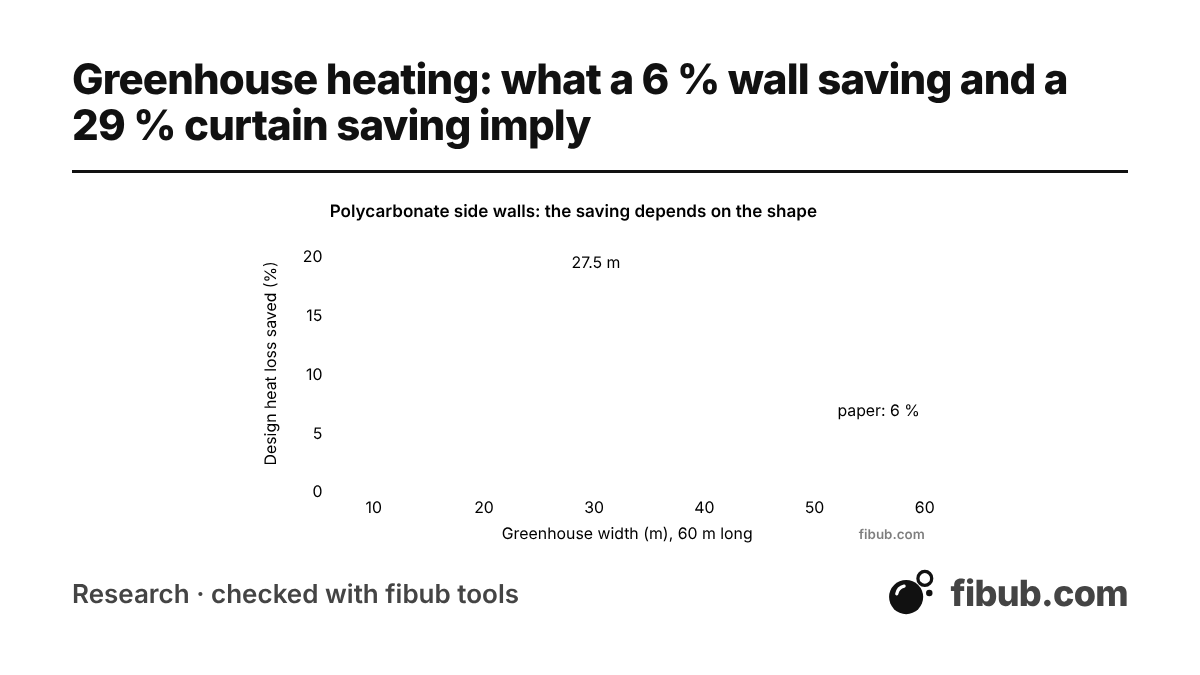 Greenhouse heating: what a 6 % wall saving and a
29 % curtain saving imply
Polycarbonate side walls: the saving depends on the shape
Design heat loss saved (%)
20
15
10
5
0
27.5 m
paper: 6 %
10 20 30 40 50 60
Greenhouse width (m), 60 m long
fibub.com
Research · checked with fibub tools
fibub.com